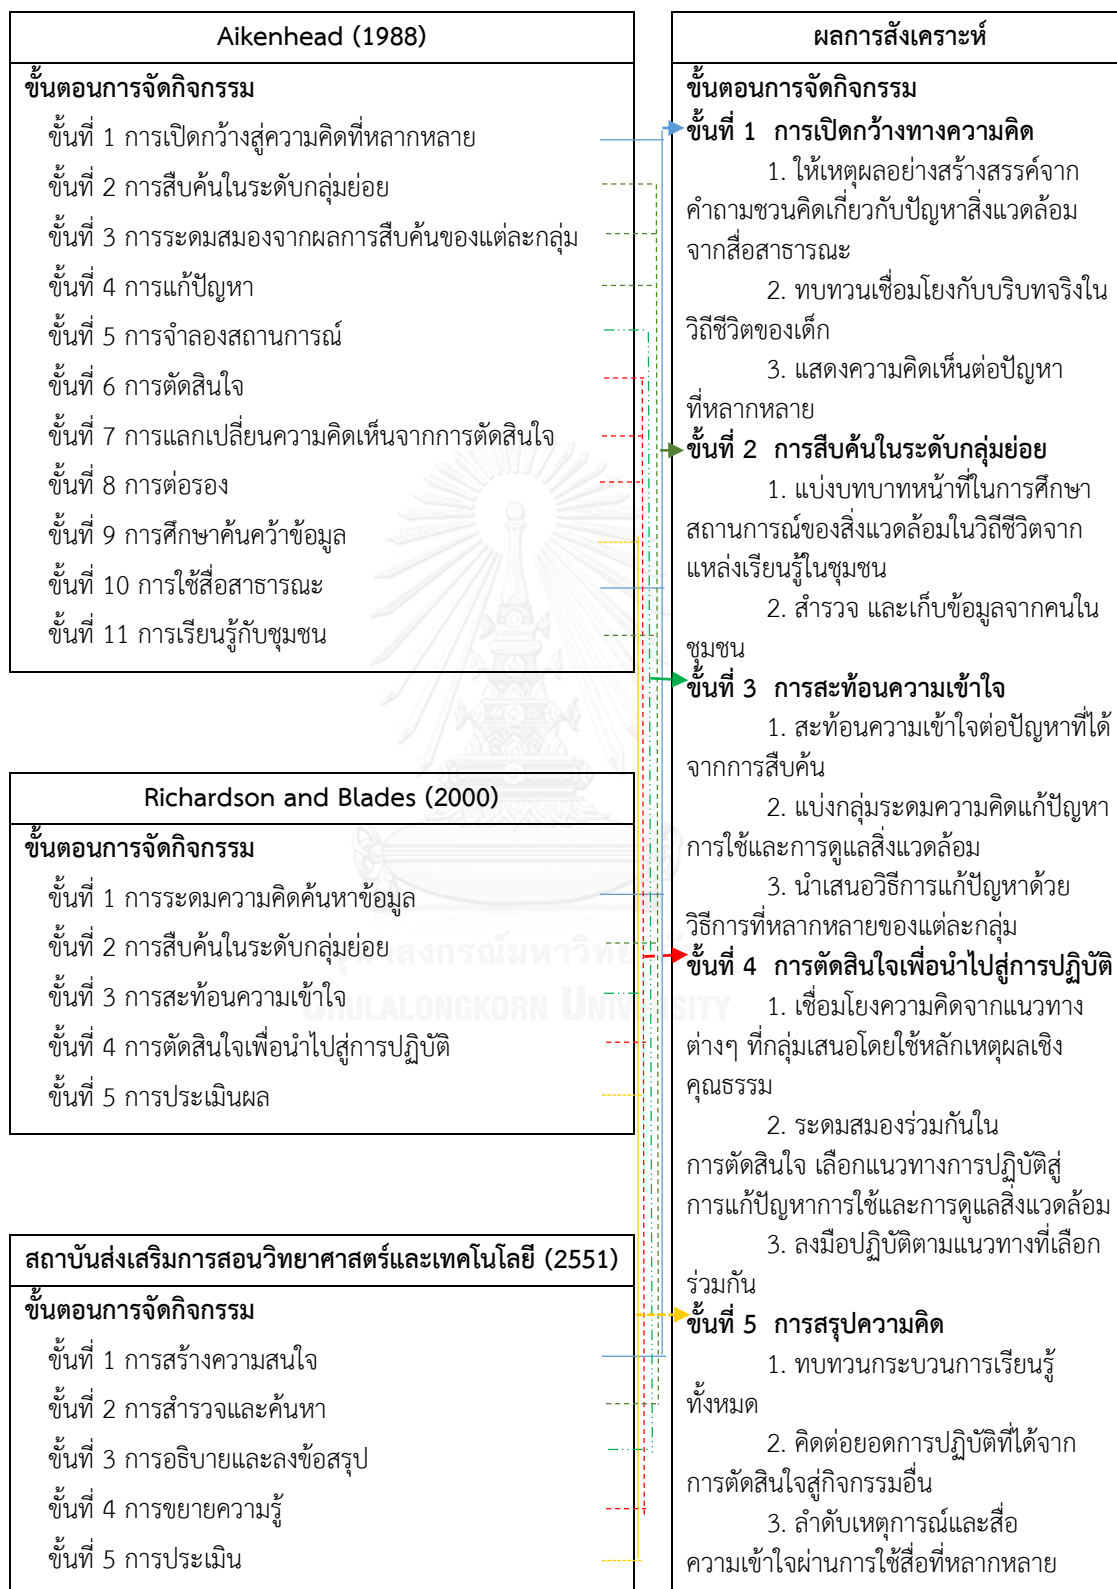 Aikenhead (1988)
ขั้นตอนการจัดกิจกรรม
ขั้นที่ 1 การเปิดกว้างสู่ความคิดที่หลากหลาย
ขั้นที่ 2 การสืบค้นในระดับกลุ่มย่อย
ขั้นที่ 3 การระดมสมองจากผลการสืบค้นของแต่ละกลุ่ม
ขั้นที่ 4 การแก้ปัญหา
ขั้นที่ 5 การจำลองสถานการณ์
ขั้นที่ 6 การตัดสินใจ
ขั้นที่ 7 การแลกเปลี่ยนความคิดเห็นจากการตัดสินใจ
ขั้นที่ 8 การต่อรอง
ขั้นที่ 9 การศึกษาค้นคว้าข้อมูล
ขั้นที่ 10 การใช้สื่อสาธารณะ
ขั้นที่ 11 การเรียนรู้กับชุมชน
Richardson and Blades (2000)
ขั้นตอนการจัดกิจกรรม
ขั้นที่ 1 การระดมความคิดค้นหาข้อมูล
ขั้นที่ 2 การสืบค้นในระดับกลุ่มย่อย
ขั้นที่ 3 การสะท้อนความเข้าใจ
ขั้นที่ 4 การตัดสินใจเพื่อนำไปสู่การปฏิบัติ
ขั้นที่ 5 การประเมินผล
สถาบันส่งเสริมการสอนวิทยาศาสตร์และเทคโนโลยี (2551)
ขั้นตอนการจัดกิจกรรม
ขั้นที่ 1 การสร้างความสนใจ
ขั้นที่ 2 การสำรวจและค้นหา
ขั้นที่ 3 การอธิบายและลงข้อสรุป
ขั้นที่ 4 การขยายความรู้
ขั้นที่ 5 การประเมิน
ผลการสังเคราะห์
ขั้นตอนการจัดกิจกรรม
ขั้นที่ 1 การเปิดกว้างทางความคิด
1. ให้เหตุผลอย่างสร้างสรรค์จาก
คำถามชวนคิดเกี่ยวกับปัญหาสิ่งแวดล้อม
จากสื่อสาธารณะ
2. ทบทวนเชื่อมโยงกับบริบทจริงใน
วิถีชีวิตของเด็ก
3. แสดงความคิดเห็นต่อปัญหา
ที่หลากหลาย
ขั้นที่ 2 การสืบค้นในระดับกลุ่มย่อย
1. แบ่งบทบาทหน้าที่ในการศึกษา
สถานการณ์ของสิ่งแวดล้อมในวิถีชีวิตจาก
แหล่งเรียนรู้ในชุมชน
2. สำรวจ และเก็บข้อมูลจากคนใน
ชุมชน
ขั้นที่ 3 การสะท้อนความเข้าใจ
1. สะท้อนความเข้าใจต่อปัญหาที่ได้
จากการสืบค้น
2. แบ่งกลุ่มระดมความคิดแก้ปัญหา
การใช้และการดูแลสิ่งแวดล้อม
3. นำเสนอวิธีการแก้ปัญหาด้วย
วิธีการที่หลากหลายของแต่ละกลุ่ม
ขั้นที่ 4 การตัดสินใจเพื่อนำไปสู่การปฏิบัติ
1. เชื่อมโยงความคิดจากแนวทาง
ต่างๆ ที่กลุ่มเสนอโดยใช้หลักเหตุผลเชิง
คุณธรรม
2. ระดมสมองร่วมกันใน
การตัดสินใจ เลือกแนวทางการปฏิบัติสู่
การแก้ปัญหาการใช้และการดูแลสิ่งแวดล้อม
3. ลงมือปฏิบัติตามแนวทางที่เลือก
ร่วมกัน
ขั้นที่ 5 การสรุปความคิด
1. ทบทวนกระบวนการเรียนรู้
ทั้งหมด
2. คิดต่อยอดการปฏิบัติที่ได้จาก
การตัดสินใจสู่กิจกรรมอื่น
3. ลำดับเหตุการณ์และสื่อ
ความเข้าใจผ่านการใช้สื่อที่หลากหลาย
CHULALONGKORN UNIVERSITY